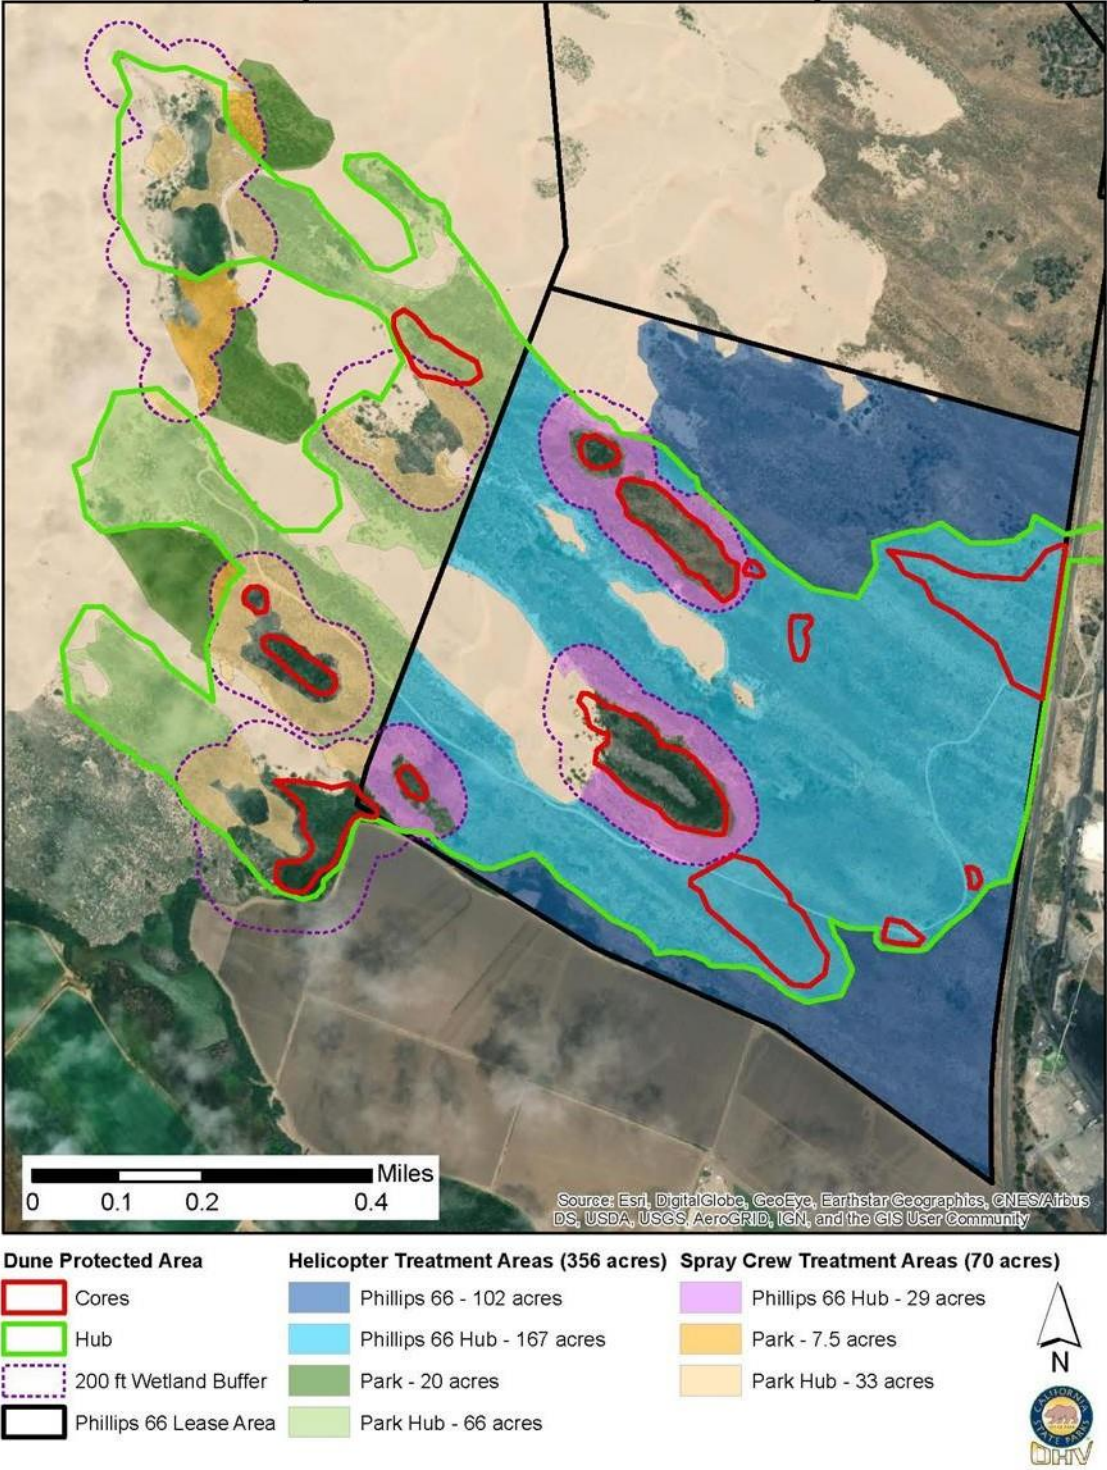 Miles
0 0.1 0.2 0.4
Source: Esri, DigitalGlobe, GeoEye, Earthstar Geographics, CNES/Airbus
DS, USDA, USGS, AeroGRID, IGN, and the GIS User Community
Dune Protected Area
Cores
Hub
200 ft Wetland Buffer
Phillips 66 Lease Area
Helicopter Treatment Areas (356 acres)
Phillips 66 - 102 acres
Phillips 66 Hub - 167 acres
Park - 20 acres
Park Hub - 66 acres
Spray Crew Treatment Areas (70 acres)
Phillips 66 Hub - 29 acres
Park - 7.5 acres
Park Hub - 33 acres
N
CALIFORNIA
STATE PARKS
OHV